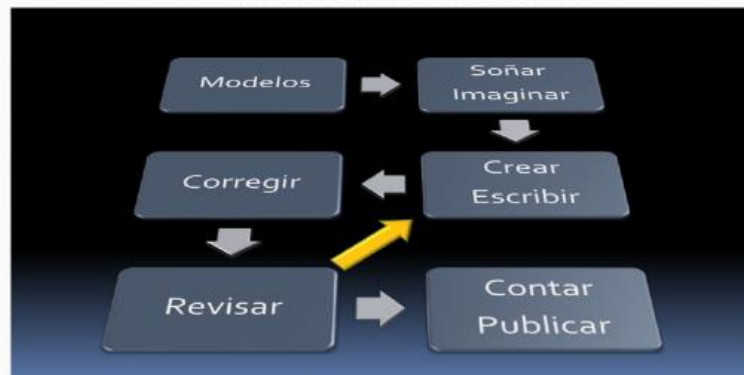 Modelos
Soñar
Imaginar
Corregir
Crear
Escribir
Revisar
Contar
Publicar